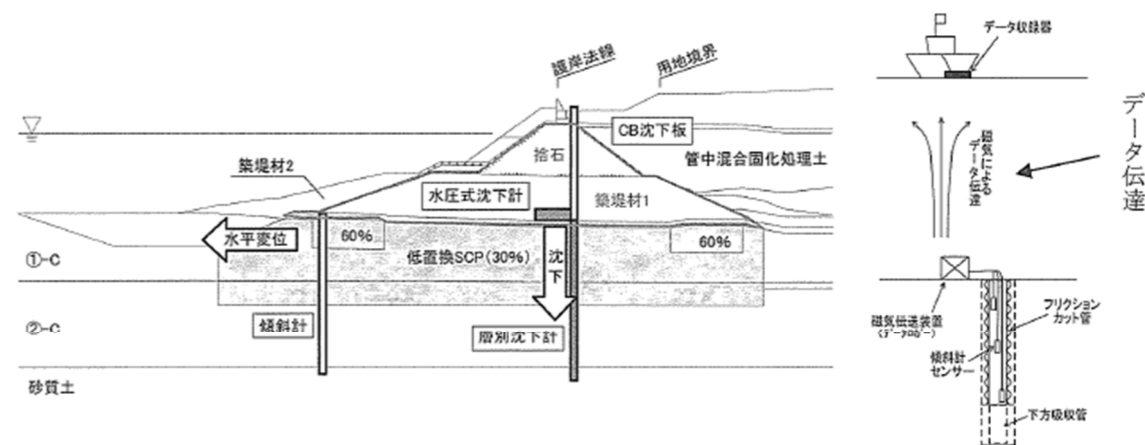 護岸法線
用地境界
CB沈下板
捨石
管中混合固化処理土
築堤材2
水圧式沈下計
築堤材1
水平変位
60%
低置換SCP(30%)
沈下
60%
①-C
②-C
傾斜計
層別沈下計
砂質土
データ収録器
磁気による
データ伝達
データ伝達
磁気伝送装置
(データロガー)
フリクション
カット管
傾斜計
センサー
下方吸収管